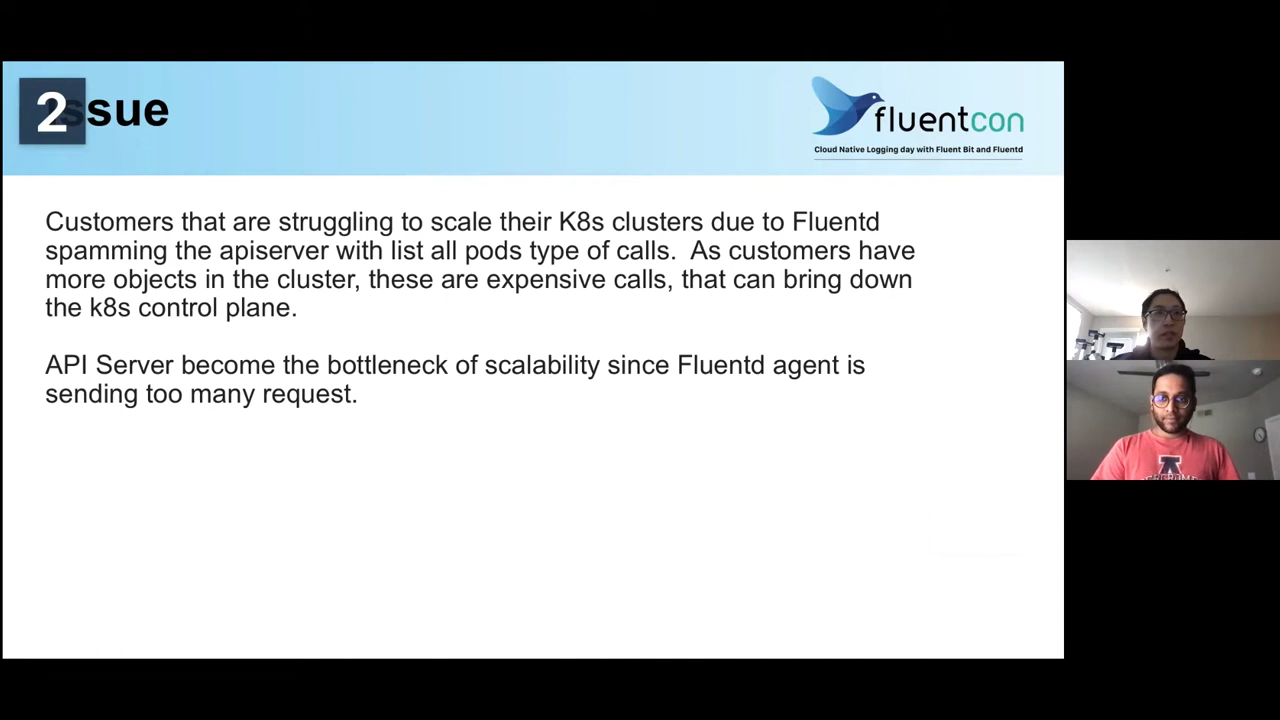 2
ssue
fluentcon
Cloud Native Logging day with Fluent Bit and Fluentd
Customers that are struggling to scale their K8s clusters due to Fluentd
spamming the apiserver with list all pods type of calls.  As customers have
more objects in the cluster, these are expensive calls, that can bring down
the k8s control plane.
API Server become the bottleneck of scalability since Fluentd agent is
sending too many request.
A